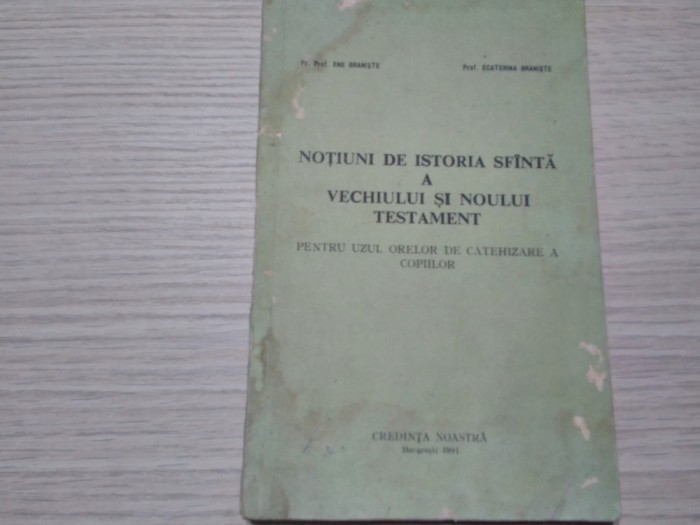 Pr. Prof. ENE BRANIȘTE Prof. ECATERINA BRANIȘTE
NOȚIUNI DE ISTORIA SFÎNTĂ
A
VECHIULUI ȘI NOULUI
TESTAMENT
PENTRU UZUL ORELOR DE CATEHIZARE A
COPIILOR
CREDINȚA NOASTRĂ
București 1991